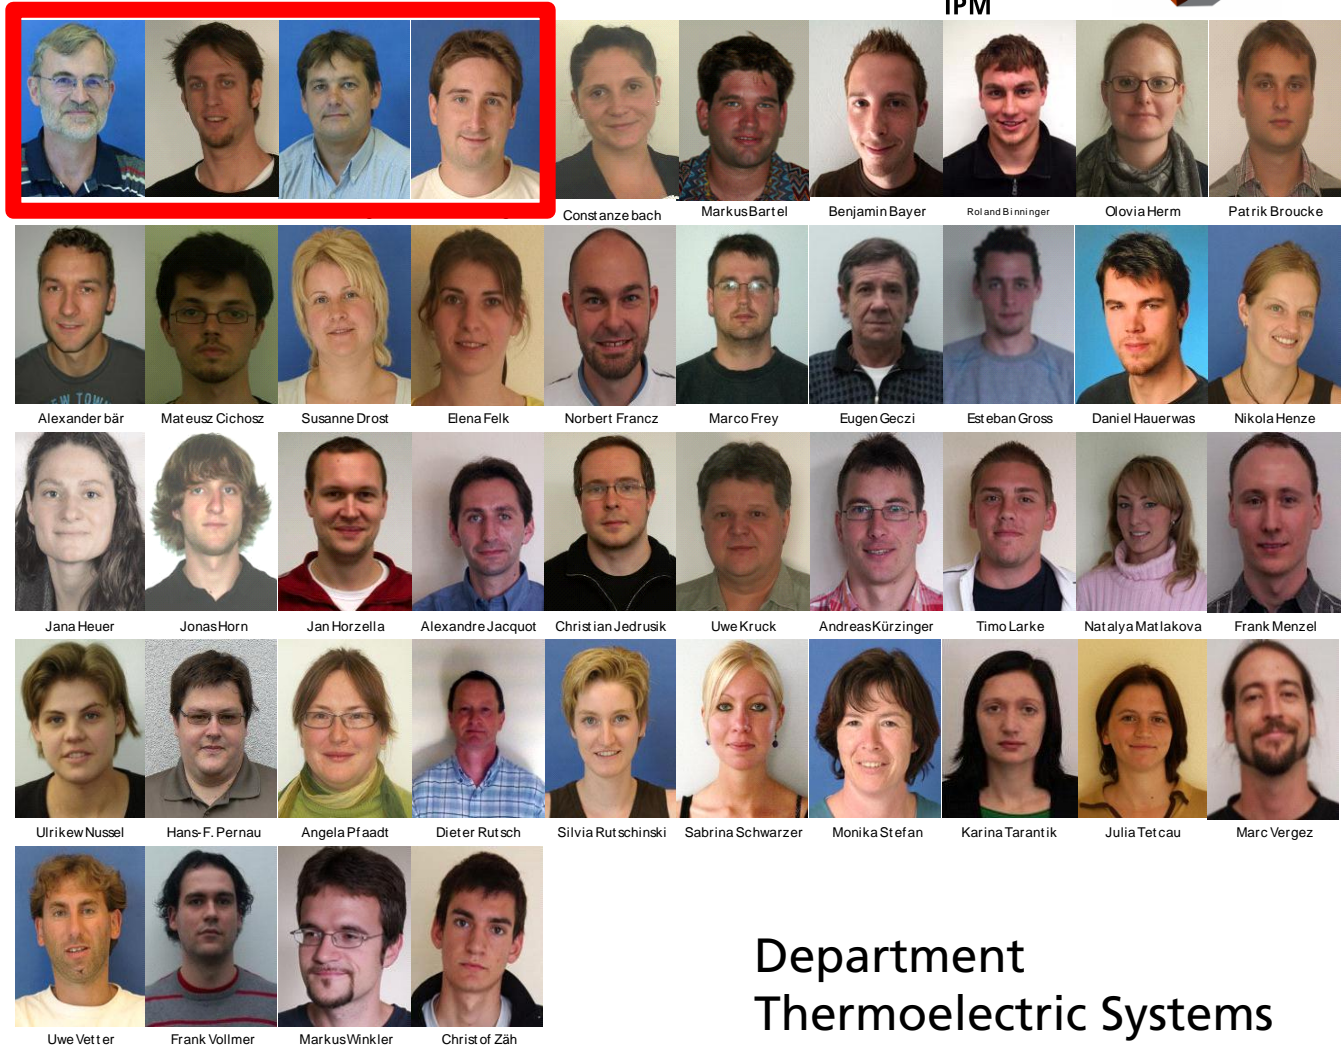 IPM
Constanze bach
Markus Bartel
Benjamin Bayer
Roland Binninger
Olovia Herm
Patrik Broucke
Alexander bär
Mateusz Cichosz
Susanne Drost
Elena Felk
Norbert Francz
Marco Frey
Eugen Geczi
Esteban Gross
Daniel Hauerwas
Nikola Henze
Jana Heuer
Jonas Horn
Jan Horzella
Alexandre Jacquot
Christian Jedrusik
Uwe Kruck
Andreas Kürzinger
Timo Larke
Natalya Matlakova
Frank Menzel
Ulrikew Nussel
Hans-F. Pernau
Angela Pfaadt
Dieter Rutsch
Silvia Rutschinski
Sabrina Schwarzer
Monika Stefan
Karina Tarantik
Julia Tetcau
Marc Vergez
Uwe Vetter
Frank Vollmer
Markus Winkler
Christof Zäh
Department
Thermoelectric Systems